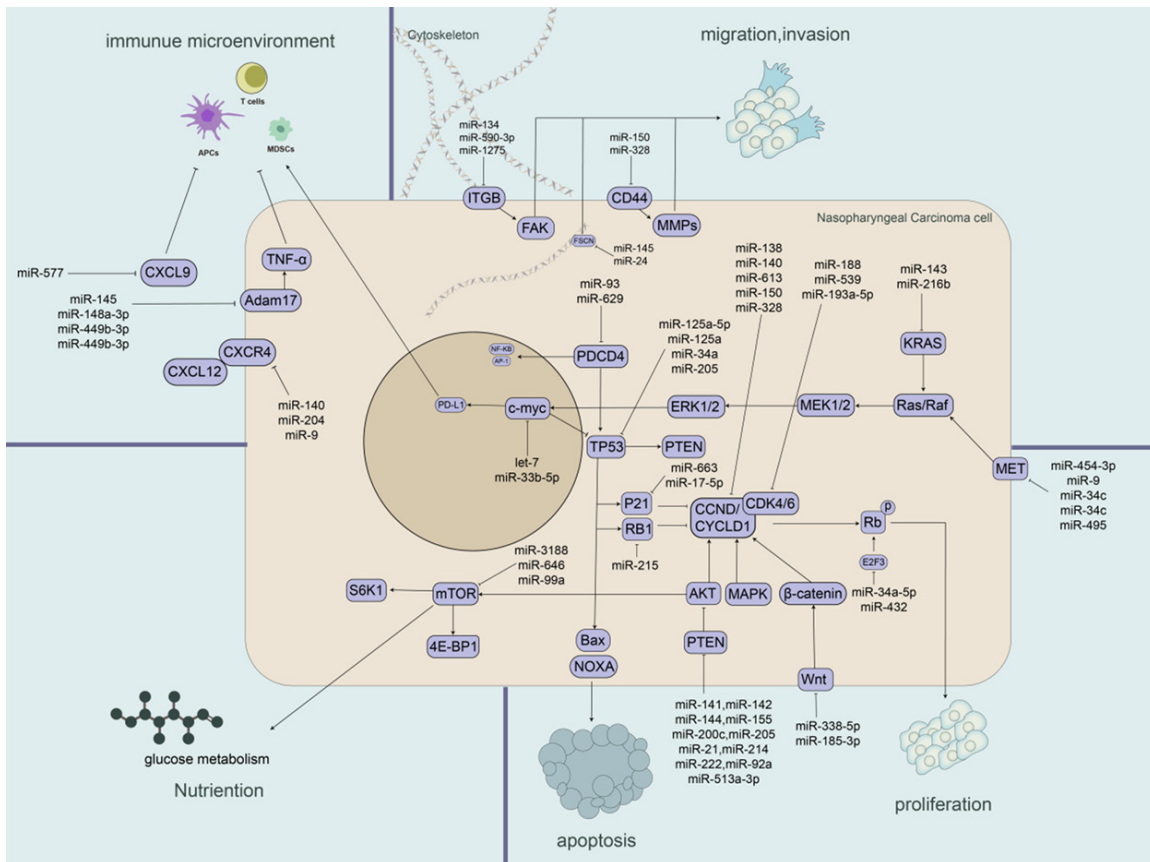 immunue microenvironment
T cells
APCs
MDSCs
Cytoskeleton
migration,invasion
miR-134
miR-590-3p
miR-1275
miR-150
miR-328
ITGB
FAK
CD44
MMPs
Nasopharyngeal Carcinoma cell
FSCN
miR-145
miR-24
miR-577
CXCL9
TNF-α
miR-145
miR-148a-3p
miR-449b-3p
miR-449b-3p
Adam17
CXCR4
CXCL12
miR-140
miR-204
miR-9
miR-93
miR-629
miR-138
miR-140
miR-613
miR-150
miR-328
miR-188
miR-539
miR-193a-5p
miR-143
miR-216b
miR-125a-5p
miR-125a
miR-34a
miR-205
NF-KB
AP-1
PDCD4
KRAS
PD-L1
c-myc
ERK1/2
MEK1/2
Ras/Raf
let-7
miR-33b-5p
TP53
PTEN
MET
miR-454-3p
miR-9
miR-34c
miR-34c
miR-495
miR-663
miR-17-5p
P21
RB1
CCND/
CYCLD1
CDK4/6
Rb
p
miR-215
E2F3
miR-34a-5p
miR-432
miR-3188
miR-646
miR-99a
S6K1
mTOR
AKT
MAPK
β-catenin
4E-BP1
Bax
NOXA
PTEN
Wnt
miR-141,miR-142
miR-144,miR-155
miR-200c,miR-205
miR-21,miR-214
miR-222,miR-92a
miR-513a-3p
miR-338-5p
miR-185-3p
glucose metabolism
Nutriention
apoptosis
proliferation